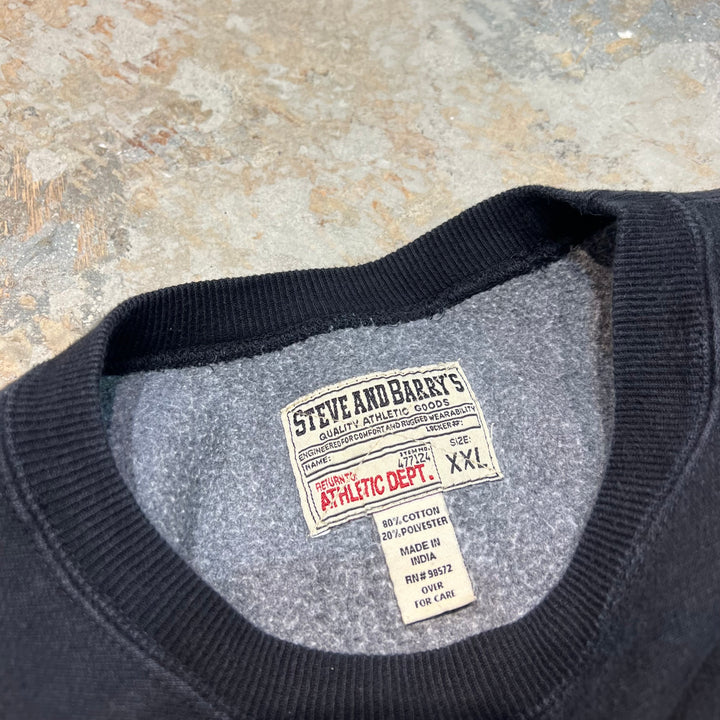 STEVE AND BARRY'S
QUALITY ATHLETIC GOODS
ENGINEERED FOR COMFORT AND RUGGED WEARABILITY
NAME: LOCKER#:
RETURN TO: ITEM NO. 477124
ATHLETIC DEPT.
SIZE:
XXL
80% COTTON
20% POLYESTER
MADE IN
INDIA
RN# 98572
OVER
FOR CARE